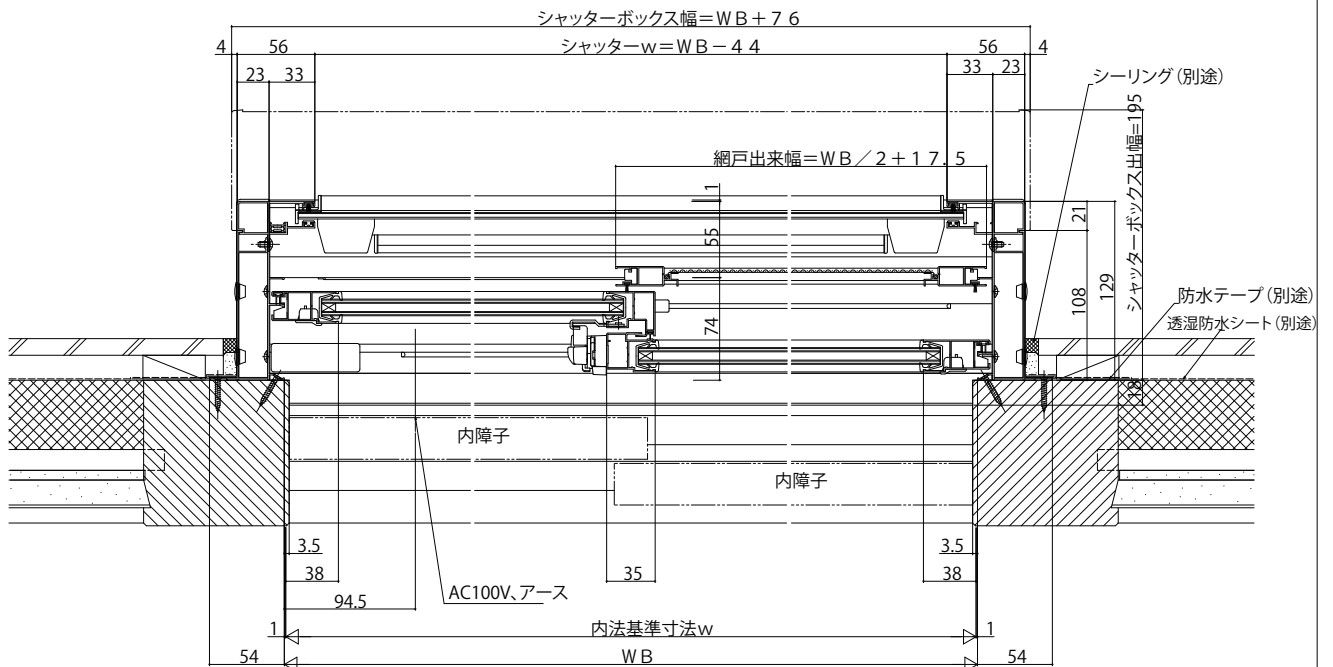 シャッターボックス幅=WB+76
4 56 シャッターw=WB-44 56 4
23 33 33 23
シーリング(別途)
網戸出来幅=WB/2+17.5
シャッターボックス出幅=195
1
21
55
129
108
74
防水テープ(別途)
透湿防水シート(別途)
18
内障子
内障子
3.5 3.5
38 35 38
94.5 AC100V、アース
1 内法基準寸法w 1
54 WB 54